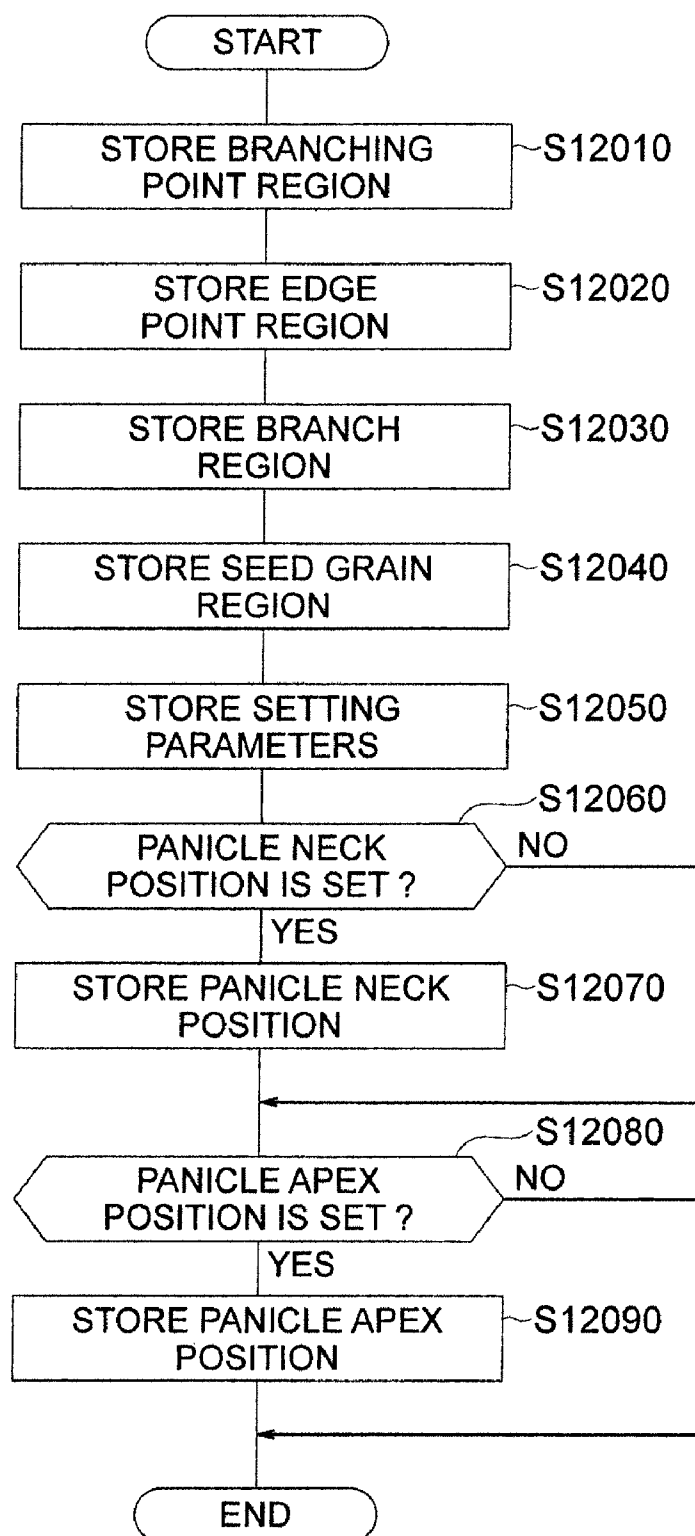 START
STORE BRANCHING
POINT REGION
S12010
STORE EDGE
POINT REGION
S12020
STORE BRANCH
REGION
S12030
STORE SEED GRAIN
REGION
S12040
STORE SETTING
PARAMETERS
S12050
S12060
PANICLE NECK
POSITION IS SET ?
NO
YES
STORE PANICLE NECK
POSITION
S12070
S12080
PANICLE APEX
POSITION IS SET ?
NO
YES
STORE PANICLE APEX
POSITION
S12090
END